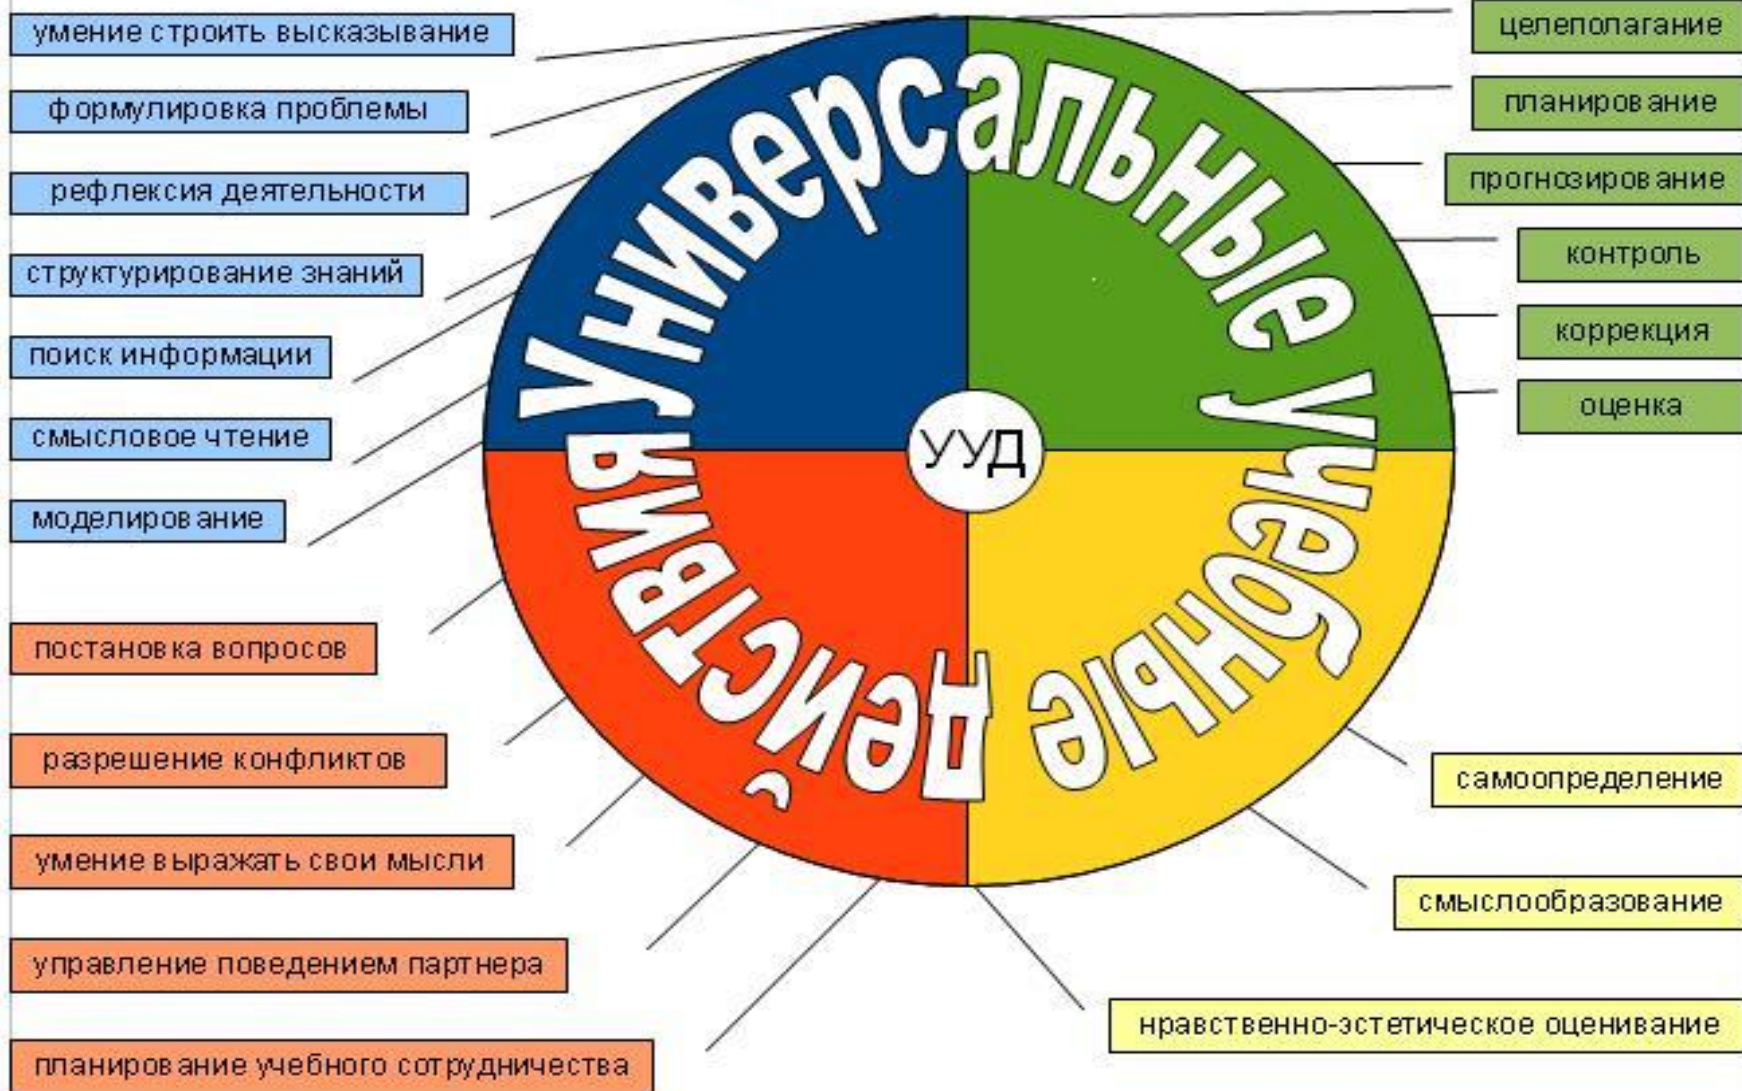 умение строить высказывание
формулировка проблемы
рефлексия деятельности
структурирование знаний
поиск информации
смысловое чтение
моделирование
постановка вопросов
разрешение конфликтов
умение выражать свои мысли
управление поведением партнера
планирование учебного сотрудничества
Универсальные учебные действия
УУД
целеполагание
планирование
прогнозирование
контроль
коррекция
оценка
самоопределение
смыслообразование
нравственно-эстетическое оценивание